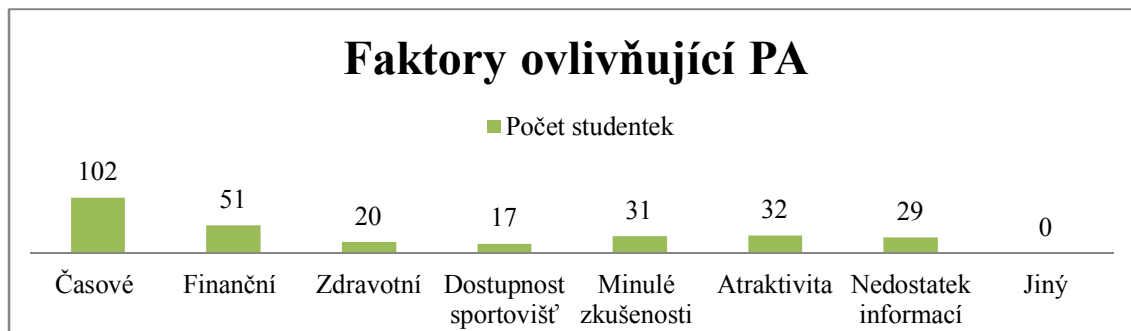 Faktory ovlivňující PA
Počet studentek
102
51
20
17
31
32
29
0
Časové
Finanční
Zdravotní
Dostupnost
sportovišť
Minulé
zkušenosti
Atraktivita
Nedostatek
informací
Jiný